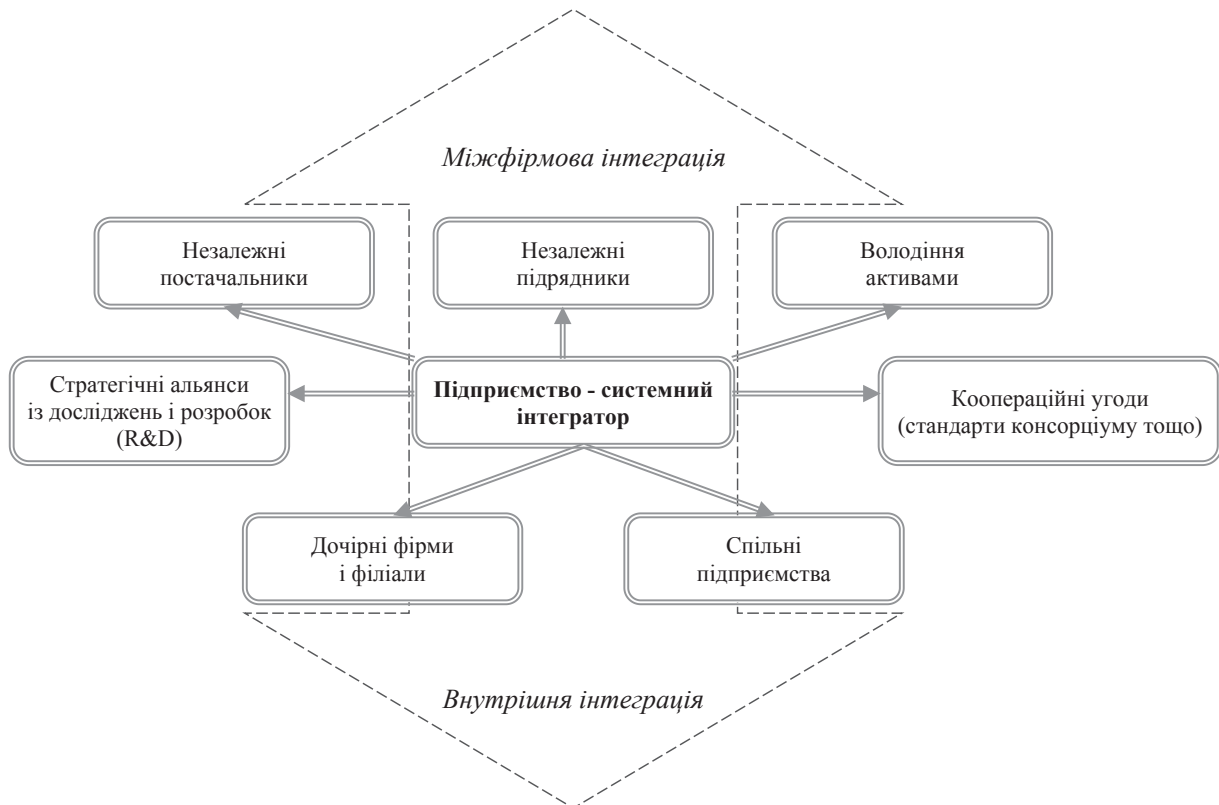 Міжфірмова інтеграція
Незалежні
постачальники
Незалежні
підрядники
Володіння
активами
Стратегічні альянси
із досліджень і розробок
(R&D)
Підприємство - системний
інтегратор
Коопераційні угоди
(стандарти консорціуму тощо)
Дочірні фірми
і філіали
Спільні
підприємства
Внутрішня інтеграція